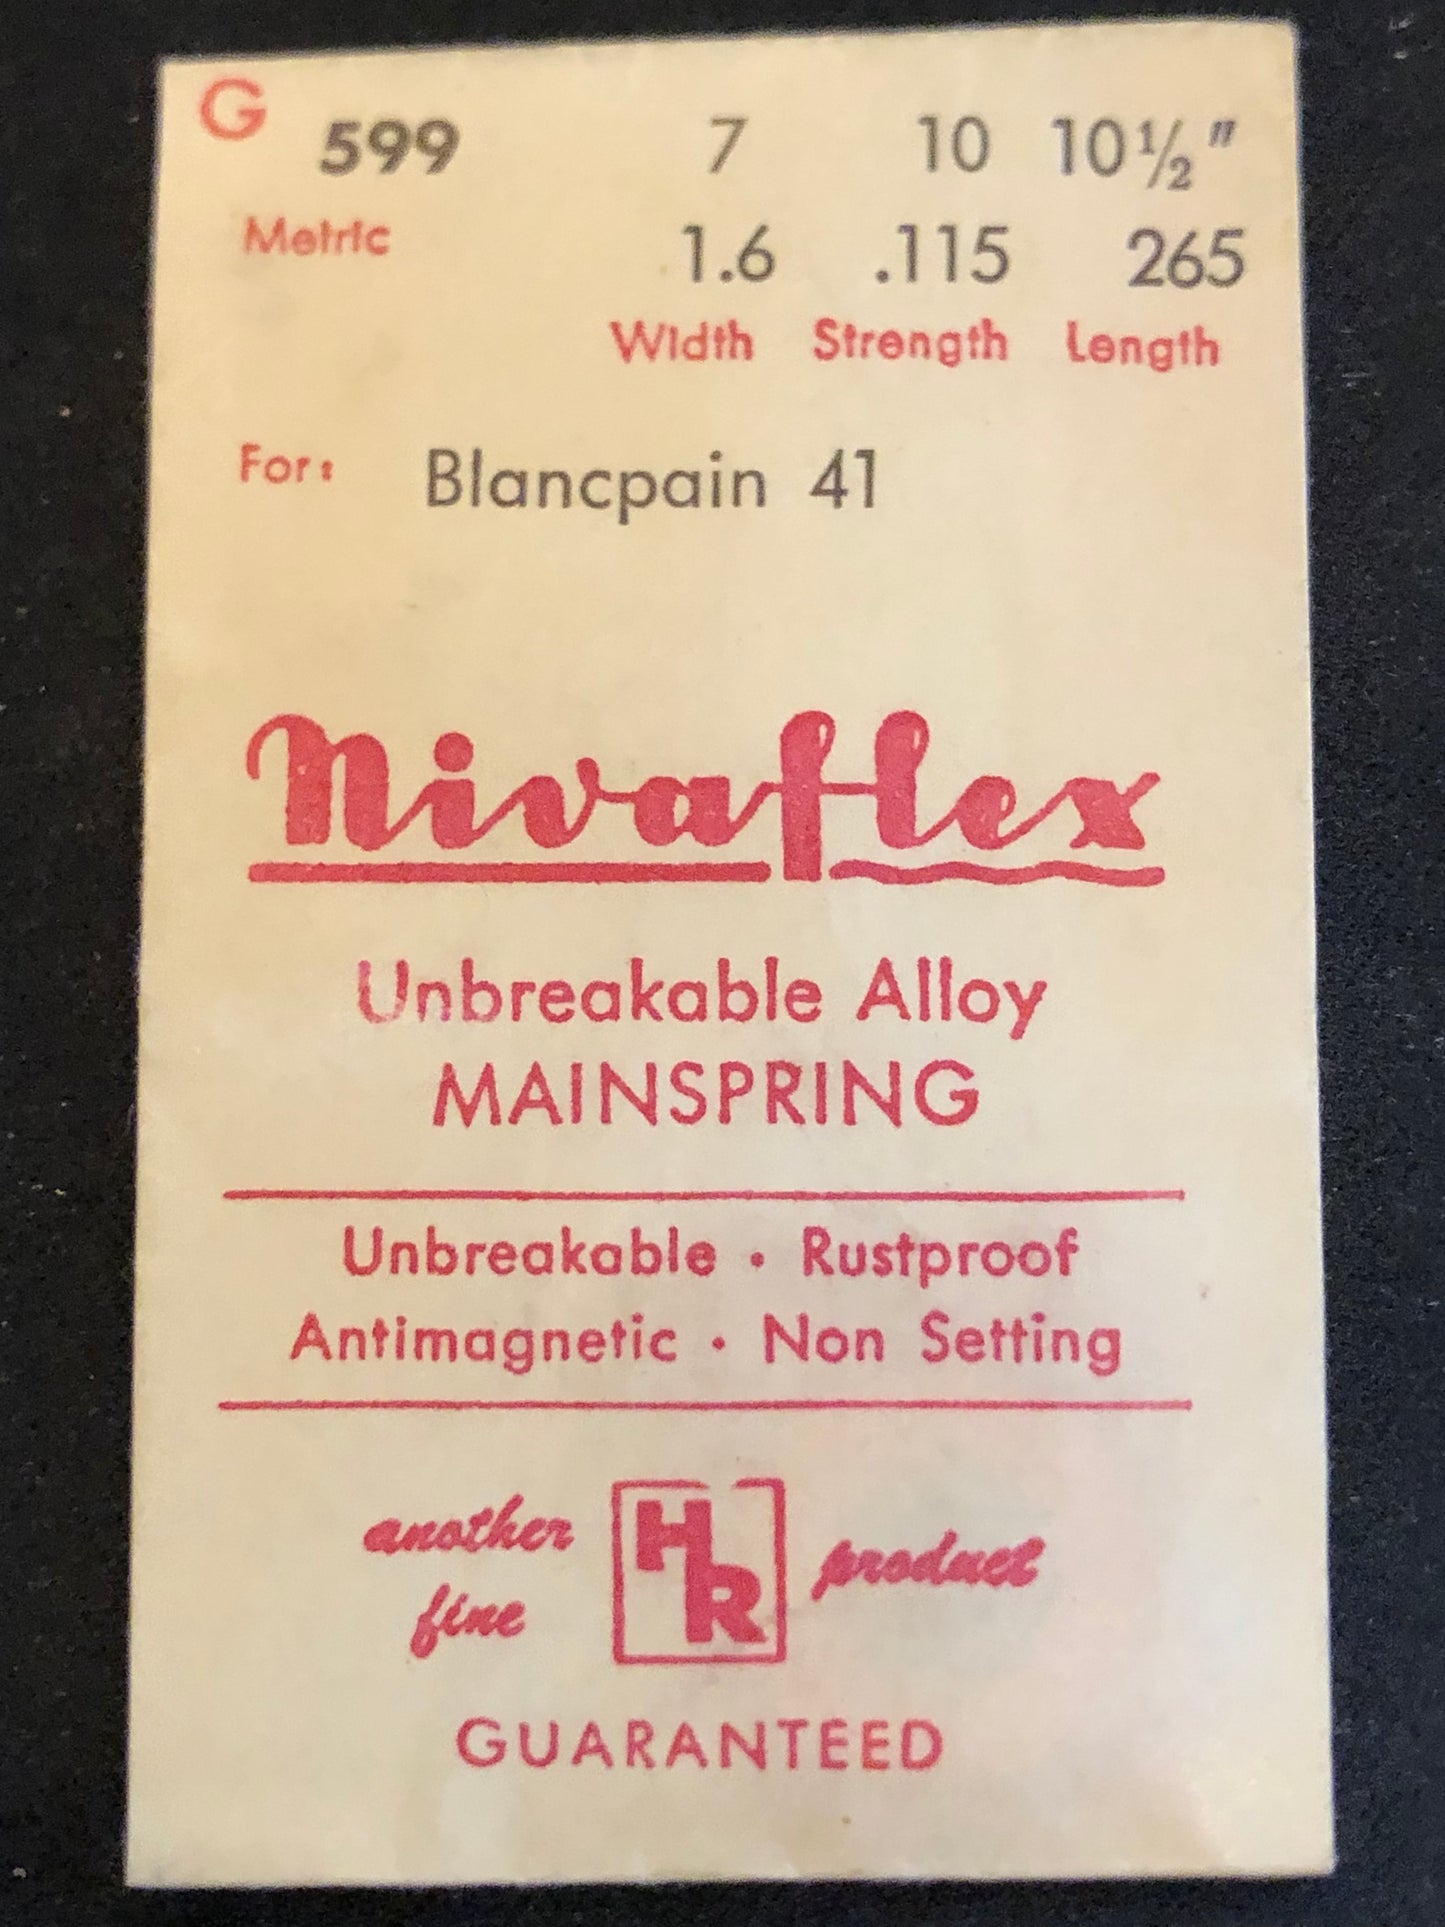 G 599 7 10 10½"
Metric 1.6 .115 265
Width Strength Length
For: Blancpain 41
Nivaflex
Unbreakable Alloy
MAINSPRING
Unbreakable • Rustproof
Antimagnetic • Non Setting
another fine HR product
GUARANTEED